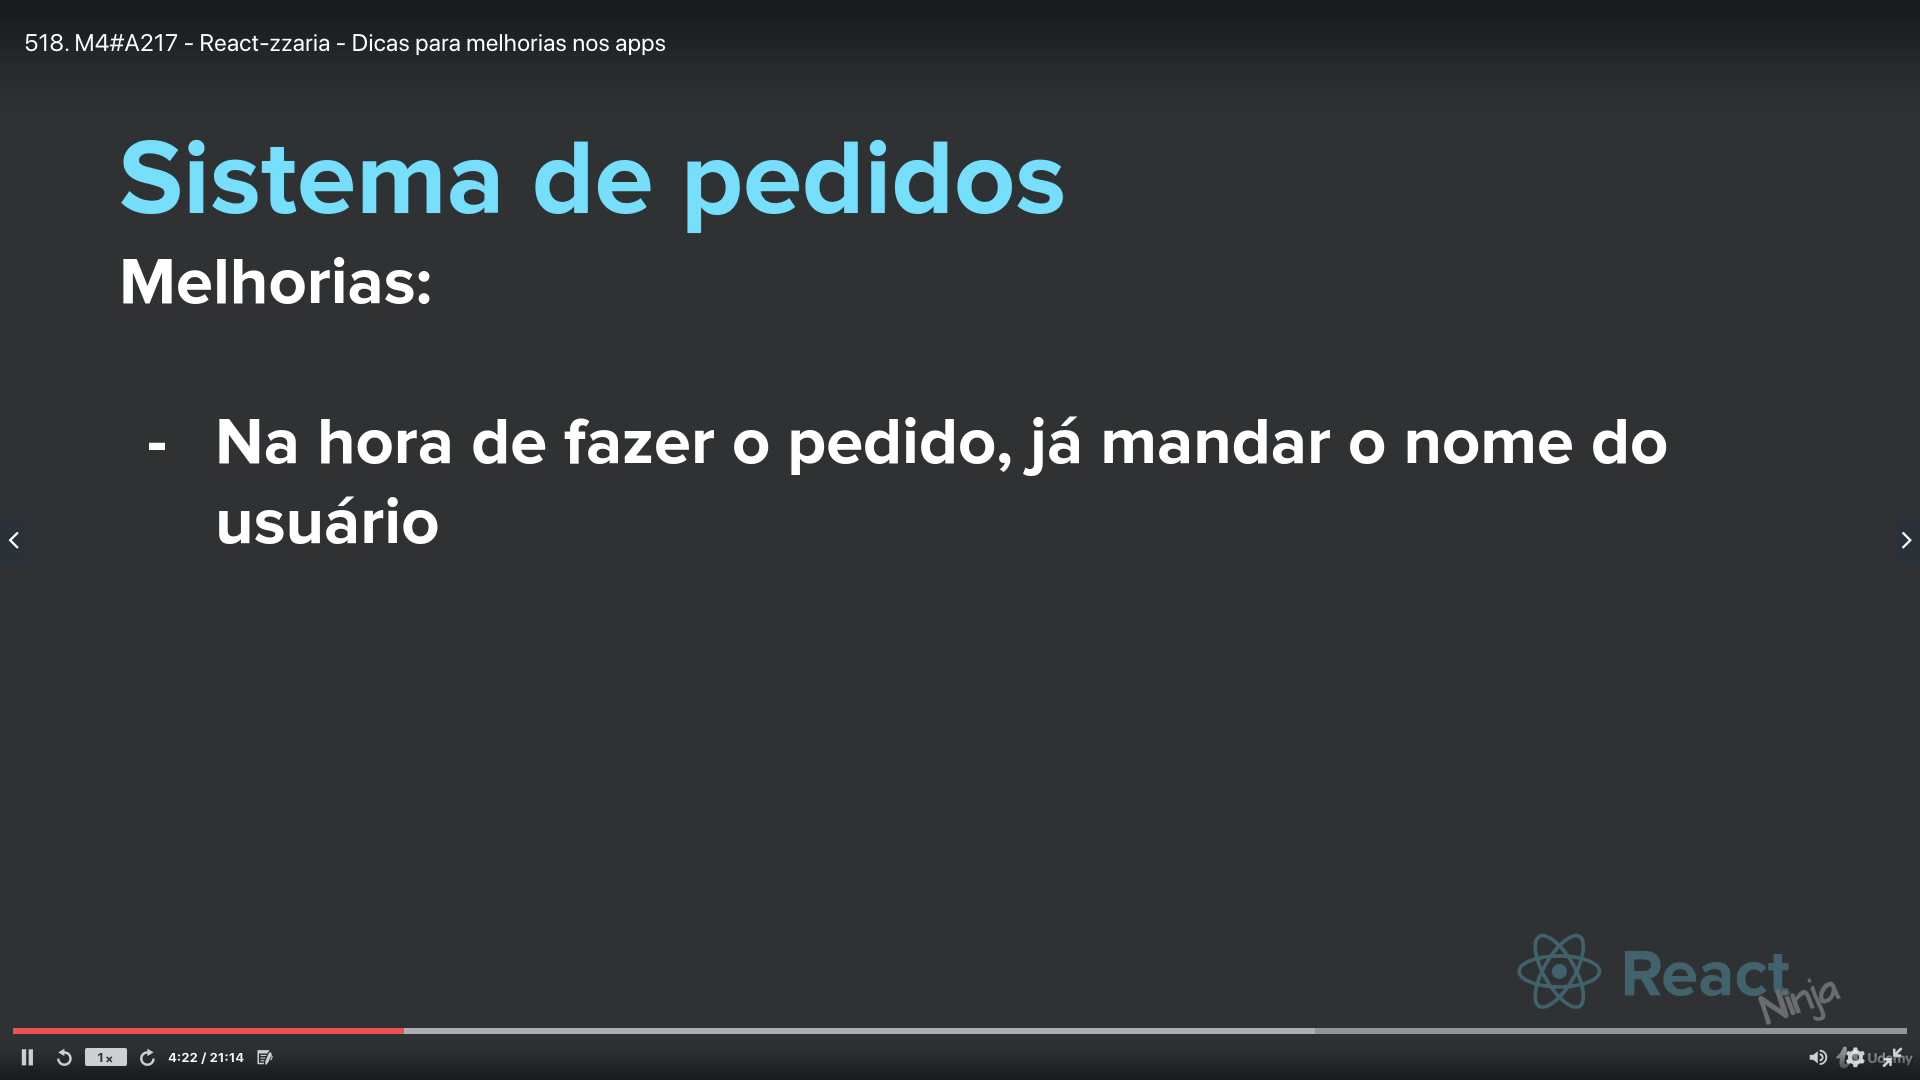 518. M4#A217 - React-zzaria - Dicas para melhorias nos apps
Sistema de pedidos
Melhorias:
- Na hora de fazer o pedido, já mandar o nome do
usuário
React
Ninja
1x
4:22 / 21:14
Udemy